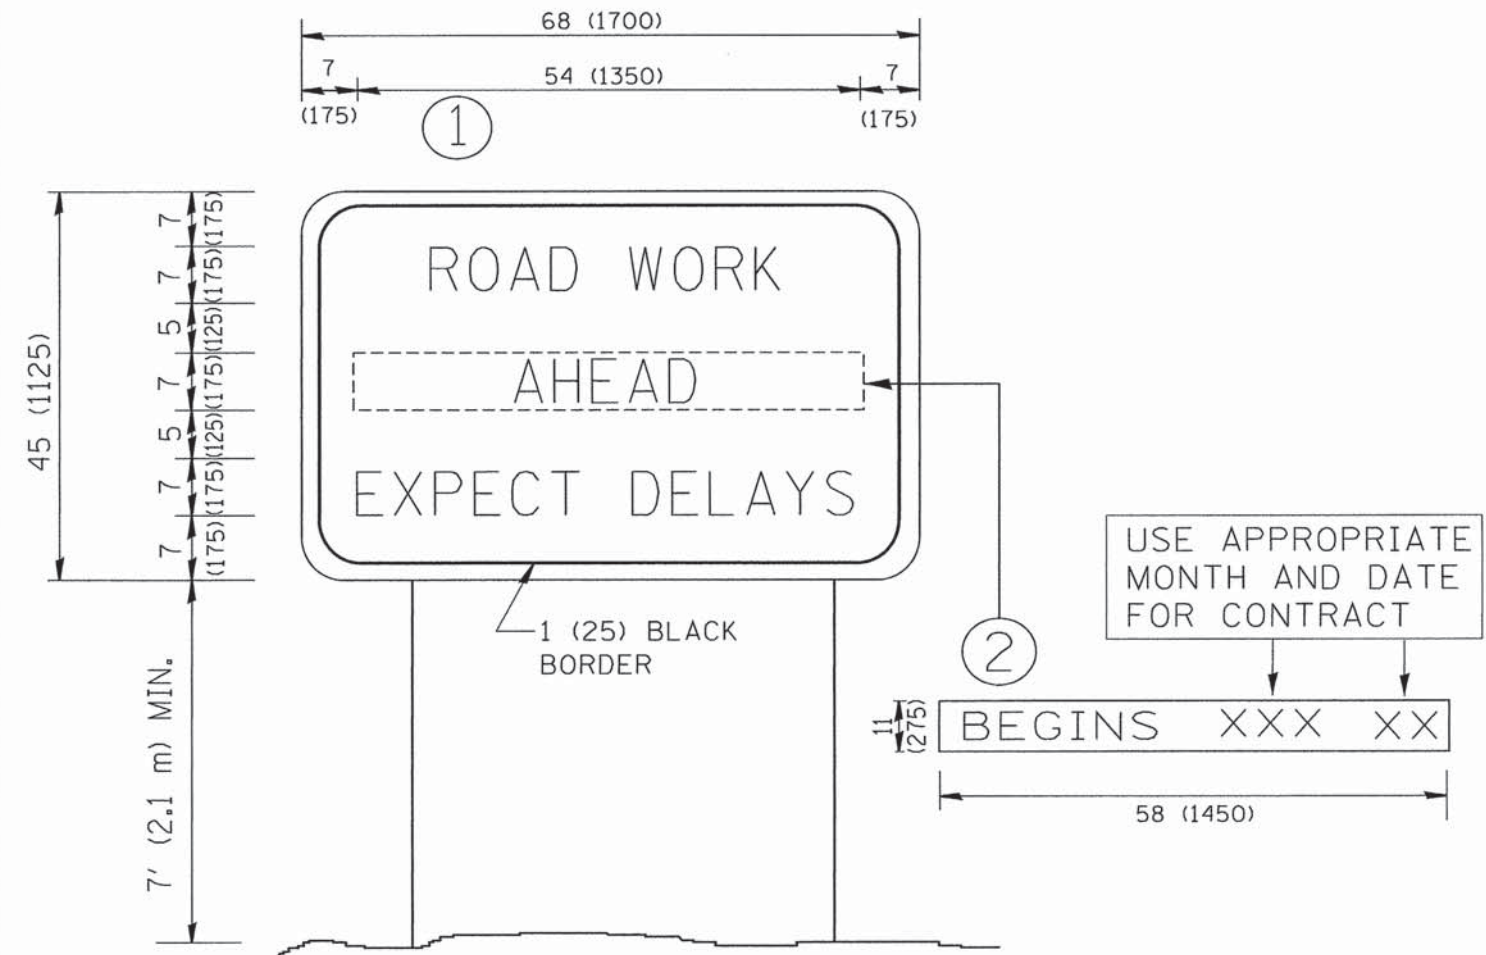 68 (1700)
7
54 (1350)
7
(175)
(175)
1
7
(175)
7
(175)
5
(125)
7
(175)
5
(125)
7
(175)
7
(175)
45 (1125)
ROAD WORK
AHEAD
EXPECT DELAYS
1 (25) BLACK
BORDER
7' (2.1 m) MIN.
USE APPROPRIATE
MONTH AND DATE
FOR CONTRACT
2
11
(275)
BEGINS XXX XX
58 (1450)